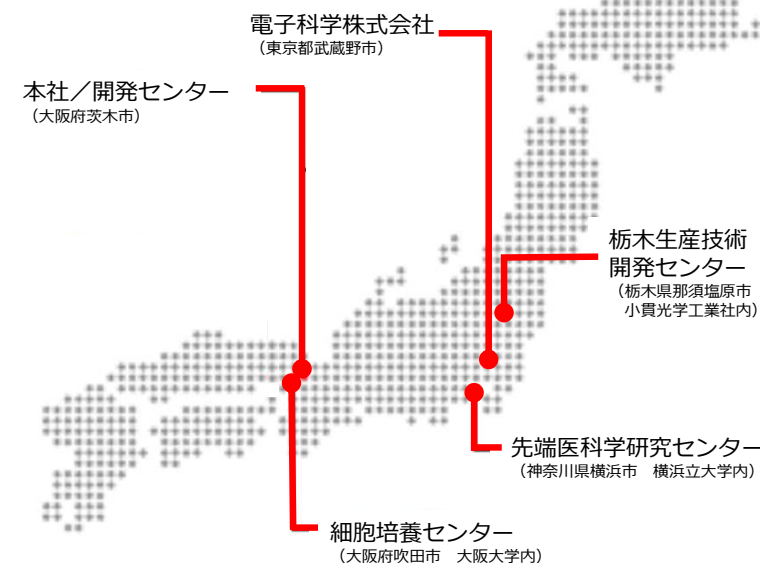 電子科学株式会社
（東京都武蔵野市）
本社／開発センター
（大阪府茨木市）
栃木生産技術
開発センター
（栃木県那須塩原市
小貫光学工業社内）
先端医科学研究センター
（神奈川県横浜市　横浜立大学内）
細胞培養センター
（大阪府吹田市　大阪大学内）